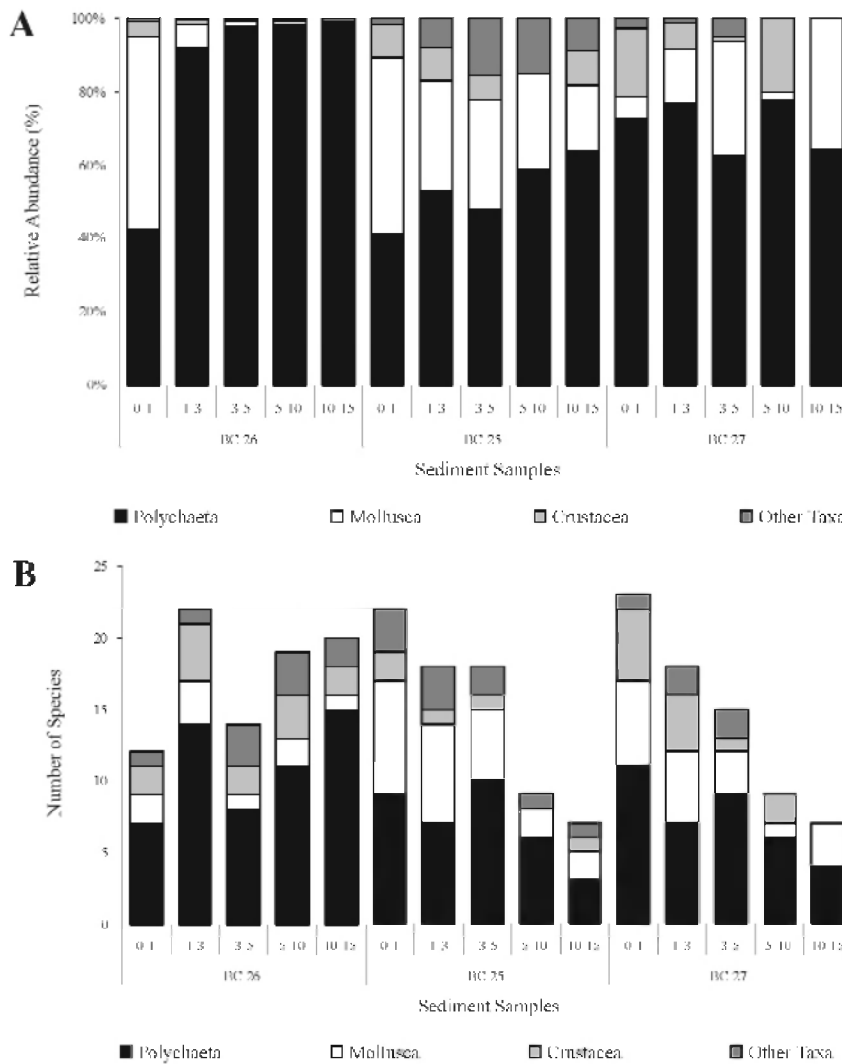 A
100%
80%
60%
40%
20%
0%
Relative Abundance (%)
0-1 1-3 3-5 5-10 10-15 0-1 1-3 3-5 5-10 10-15 0-1 1-3 3-5 5-10 10-15
BC 26 BC 25 BC 27
Sediment Samples
Polychaeta Mollusca Crustacea Other Taxa
B
25
20
15
10
5
0
Number of Species
0-1 1-3 3-5 5-10 10-15 0-1 1-3 3-5 5-10 10-15 0-1 1-3 3-5 5-10 10-15
BC 26 BC 25 BC 27
Sediment Samples
Polychaeta Mollusca Crustacea Other Taxa